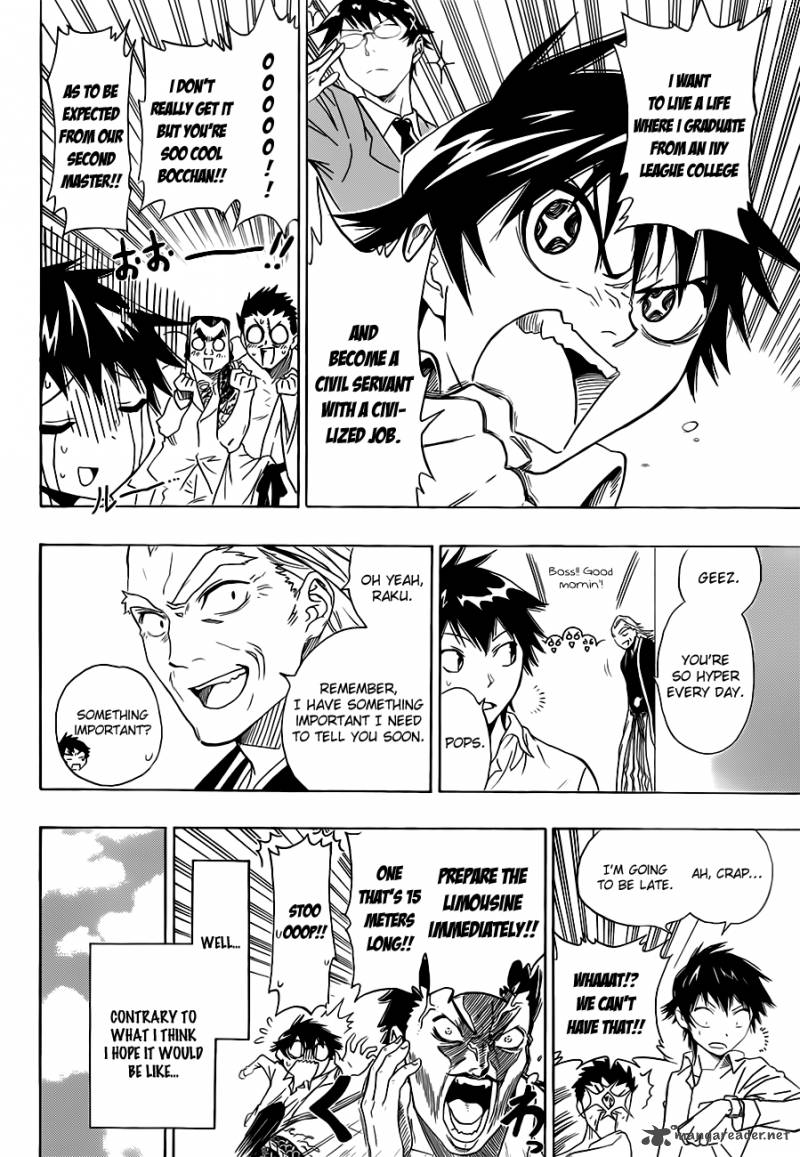 I WANT
TO LIVE A LIFE
WHERE I GRADUATE
FROM AN IVY
LEAGUE COLLEGE
AND
BECOME A
CIVIL SERVANT
WITH A CIVI-
LIZED JOB.
OOOOO!!
I DON'T
REALLY GET IT
BUT YOU'RE
SOO COOL
BOCCHAN!!
AS TO BE
EXPECTED
FROM OUR
SECOND
MASTER!!
おおーー!!
ルー
GEEZ.
YOU'RE
SO HYPER
EVERY DAY.
Boss!! Good
mornin'!
POPS.
OH YEAH,
RAKU.
REMEMBER,
I HAVE SOMETHING
IMPORTANT I NEED
TO TELL YOU SOON.
SOMETHING
IMPORTANT?
AH, CRAP...
I'M GOING
TO BE LATE.
WHAAAT!?
WE CAN'T
HAVE THAT!!
PREPARE THE
LIMOUSINE
IMMEDIATELY!!
ONE
THAT'S 15
METERS
LONG!!
STOO
OOOP!!
わっ
WELL...
CONTRARY TO
WHAT I THINK
I HOPE IT WOULD
BE LIKE...
mangareader.net